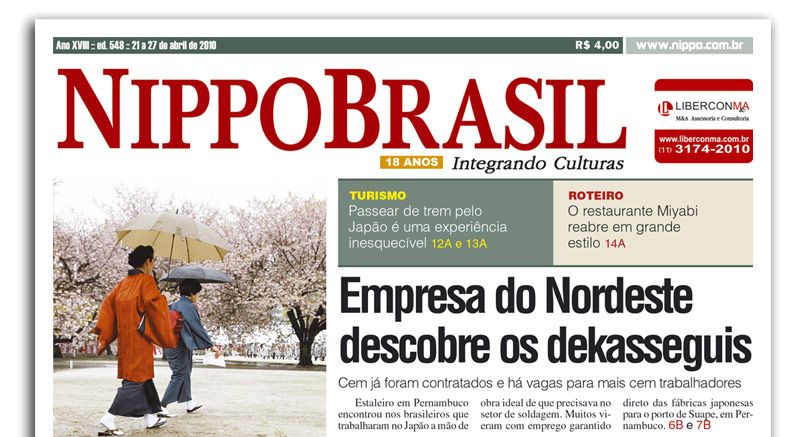 Ano XVIII :: ed. 548 :: 21 a 27 de abril de 2010
R$ 4,00
www.nippo.com.br
NIPPOBRASIL
18 ANOS
Integrando Culturas
LIBERCONMA
M&A Assessoria e Consultoria
www.liberconma.com.br
(11) 3174-2010
TURISMO
Passear de trem pelo
Japão é uma experiência
inesquecível 12A e 13A
ROTEIRO
O restaurante Miyabi
reabre em grande
estilo 14A
Empresa do Nordeste
descobre os dekasseguis
Cem já foram contratados e há vagas para mais cem trabalhadores
Estaleiro em Pernambuco
encontrou nos brasileiros que
trabalharam no Japão a mão de
obra ideal de que precisava no
setor de soldagem. Muitos vi-
eram com emprego garantido
direto das fábricas japonesas
para o porto de Suape, em Per-
nambuco. 6B e 7B